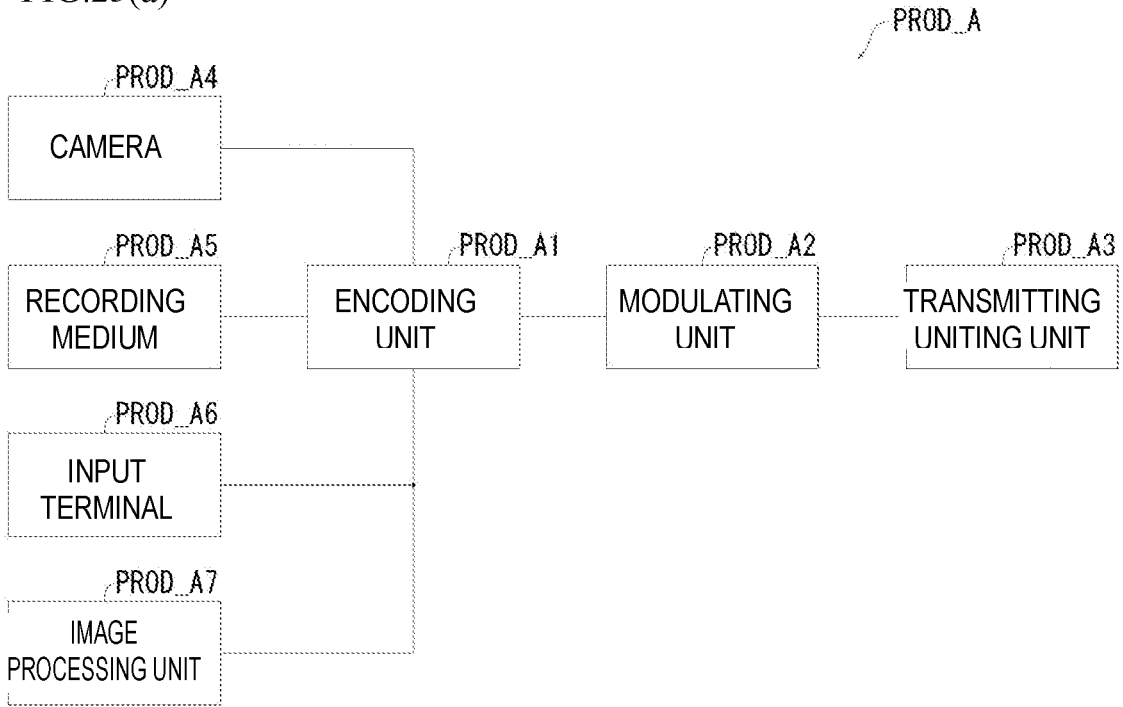 PROD_A
PROD_A4
CAMERA
PROD_A5
RECORDING
MEDIUM
PROD_A1
ENCODING
UNIT
PROD_A2
MODULATING
UNIT
PROD_A3
TRANSMITTING
UNITING UNIT
PROD_A6
INPUT
TERMINAL
PROD_A7
IMAGE
PROCESSING UNIT